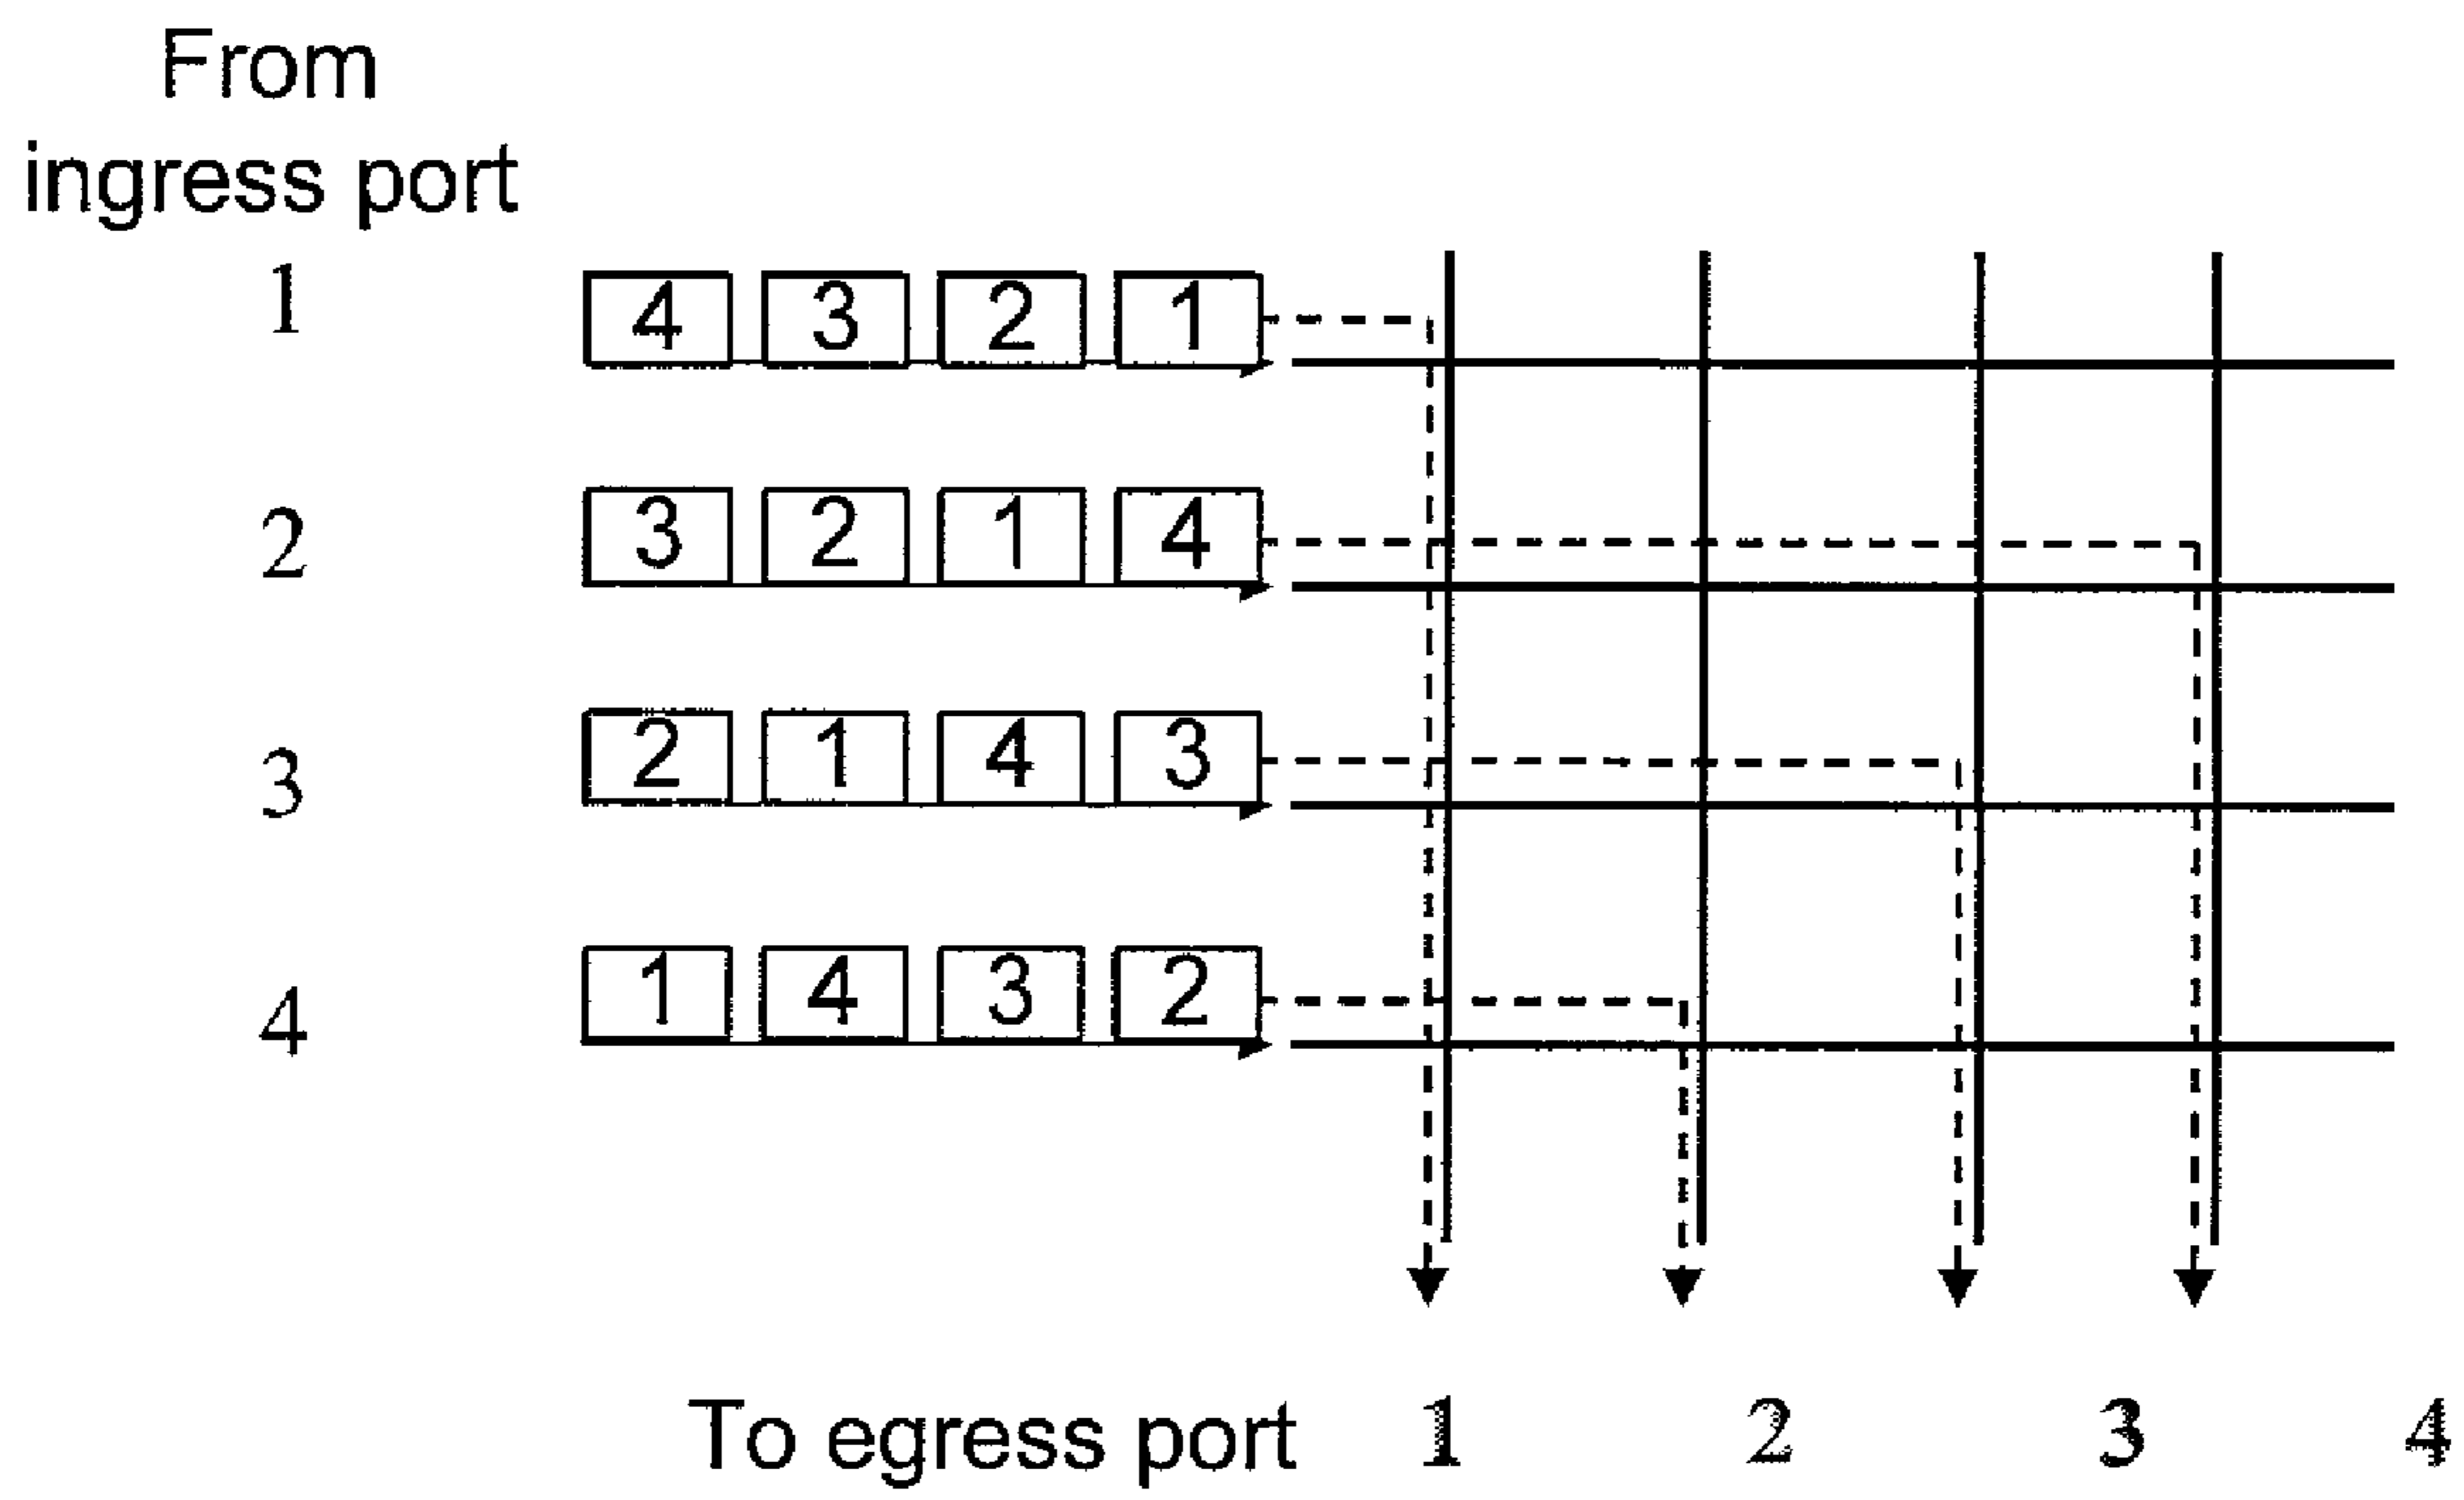 From
ingress port
1 4 3 2 1
2 3 2 1 4
3 2 1 4 3
4 1 4 3 2
To egress port 1 2 3 4